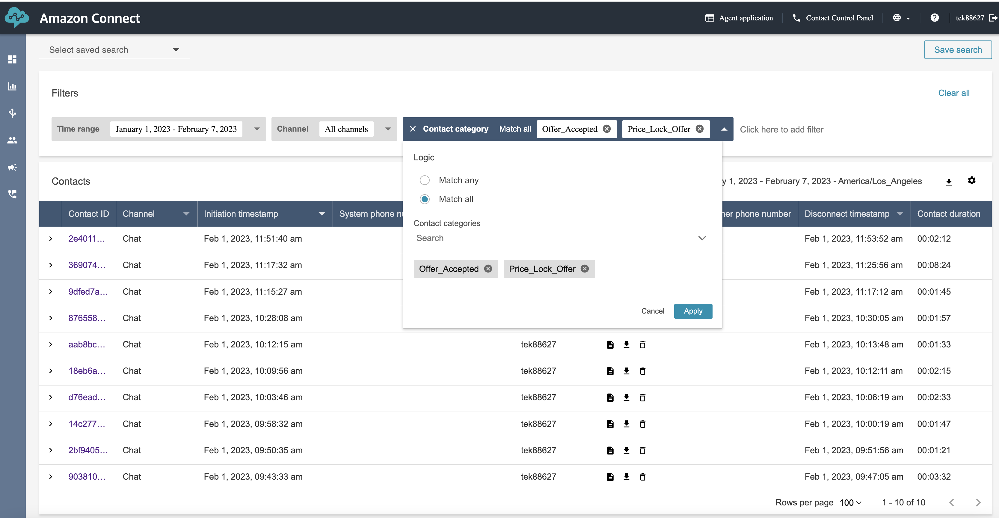 Amazon Connect
Agent application
Contact Control Panel
tek88627
Select saved search
Save search
Filters
Clear all
Time range January 1, 2023 - February 7, 2023
Channel All channels
Contact category Match all Offer_Accepted Price_Lock_Offer
Click here to add filter
Logic
Match any
Match all
Contact categories
Search
Offer_Accepted Price_Lock_Offer
Cancel Apply
Contacts
y 1, 2023 - February 7, 2023 - America/Los_Angeles
Contact ID Channel Initiation timestamp System phone nu ner phone number Disconnect timestamp Contact duration
2e4011... Chat Feb 1, 2023, 11:51:40 am Feb 1, 2023, 11:53:52 am 00:02:12
369074... Chat Feb 1, 2023, 11:17:32 am Feb 1, 2023, 11:25:56 am 00:08:24
9dfed7a... Chat Feb 1, 2023, 11:15:27 am Feb 1, 2023, 11:17:12 am 00:01:45
876558... Chat Feb 1, 2023, 10:28:08 am Feb 1, 2023, 10:30:05 am 00:01:57
aab8bc... Chat Feb 1, 2023, 10:12:15 am tek88627 Feb 1, 2023, 10:13:48 am 00:01:33
18eb6a... Chat Feb 1, 2023, 10:09:56 am tek88627 Feb 1, 2023, 10:12:11 am 00:02:15
d76ead... Chat Feb 1, 2023, 10:03:46 am tek88627 Feb 1, 2023, 10:06:19 am 00:02:33
14c277... Chat Feb 1, 2023, 09:58:32 am tek88627 Feb 1, 2023, 10:00:19 am 00:01:47
2bf9405... Chat Feb 1, 2023, 09:50:35 am tek88627 Feb 1, 2023, 09:51:56 am 00:01:21
903810... Chat Feb 1, 2023, 09:43:33 am tek88627 Feb 1, 2023, 09:47:05 am 00:03:32
Rows per page 100 1 - 10 of 10